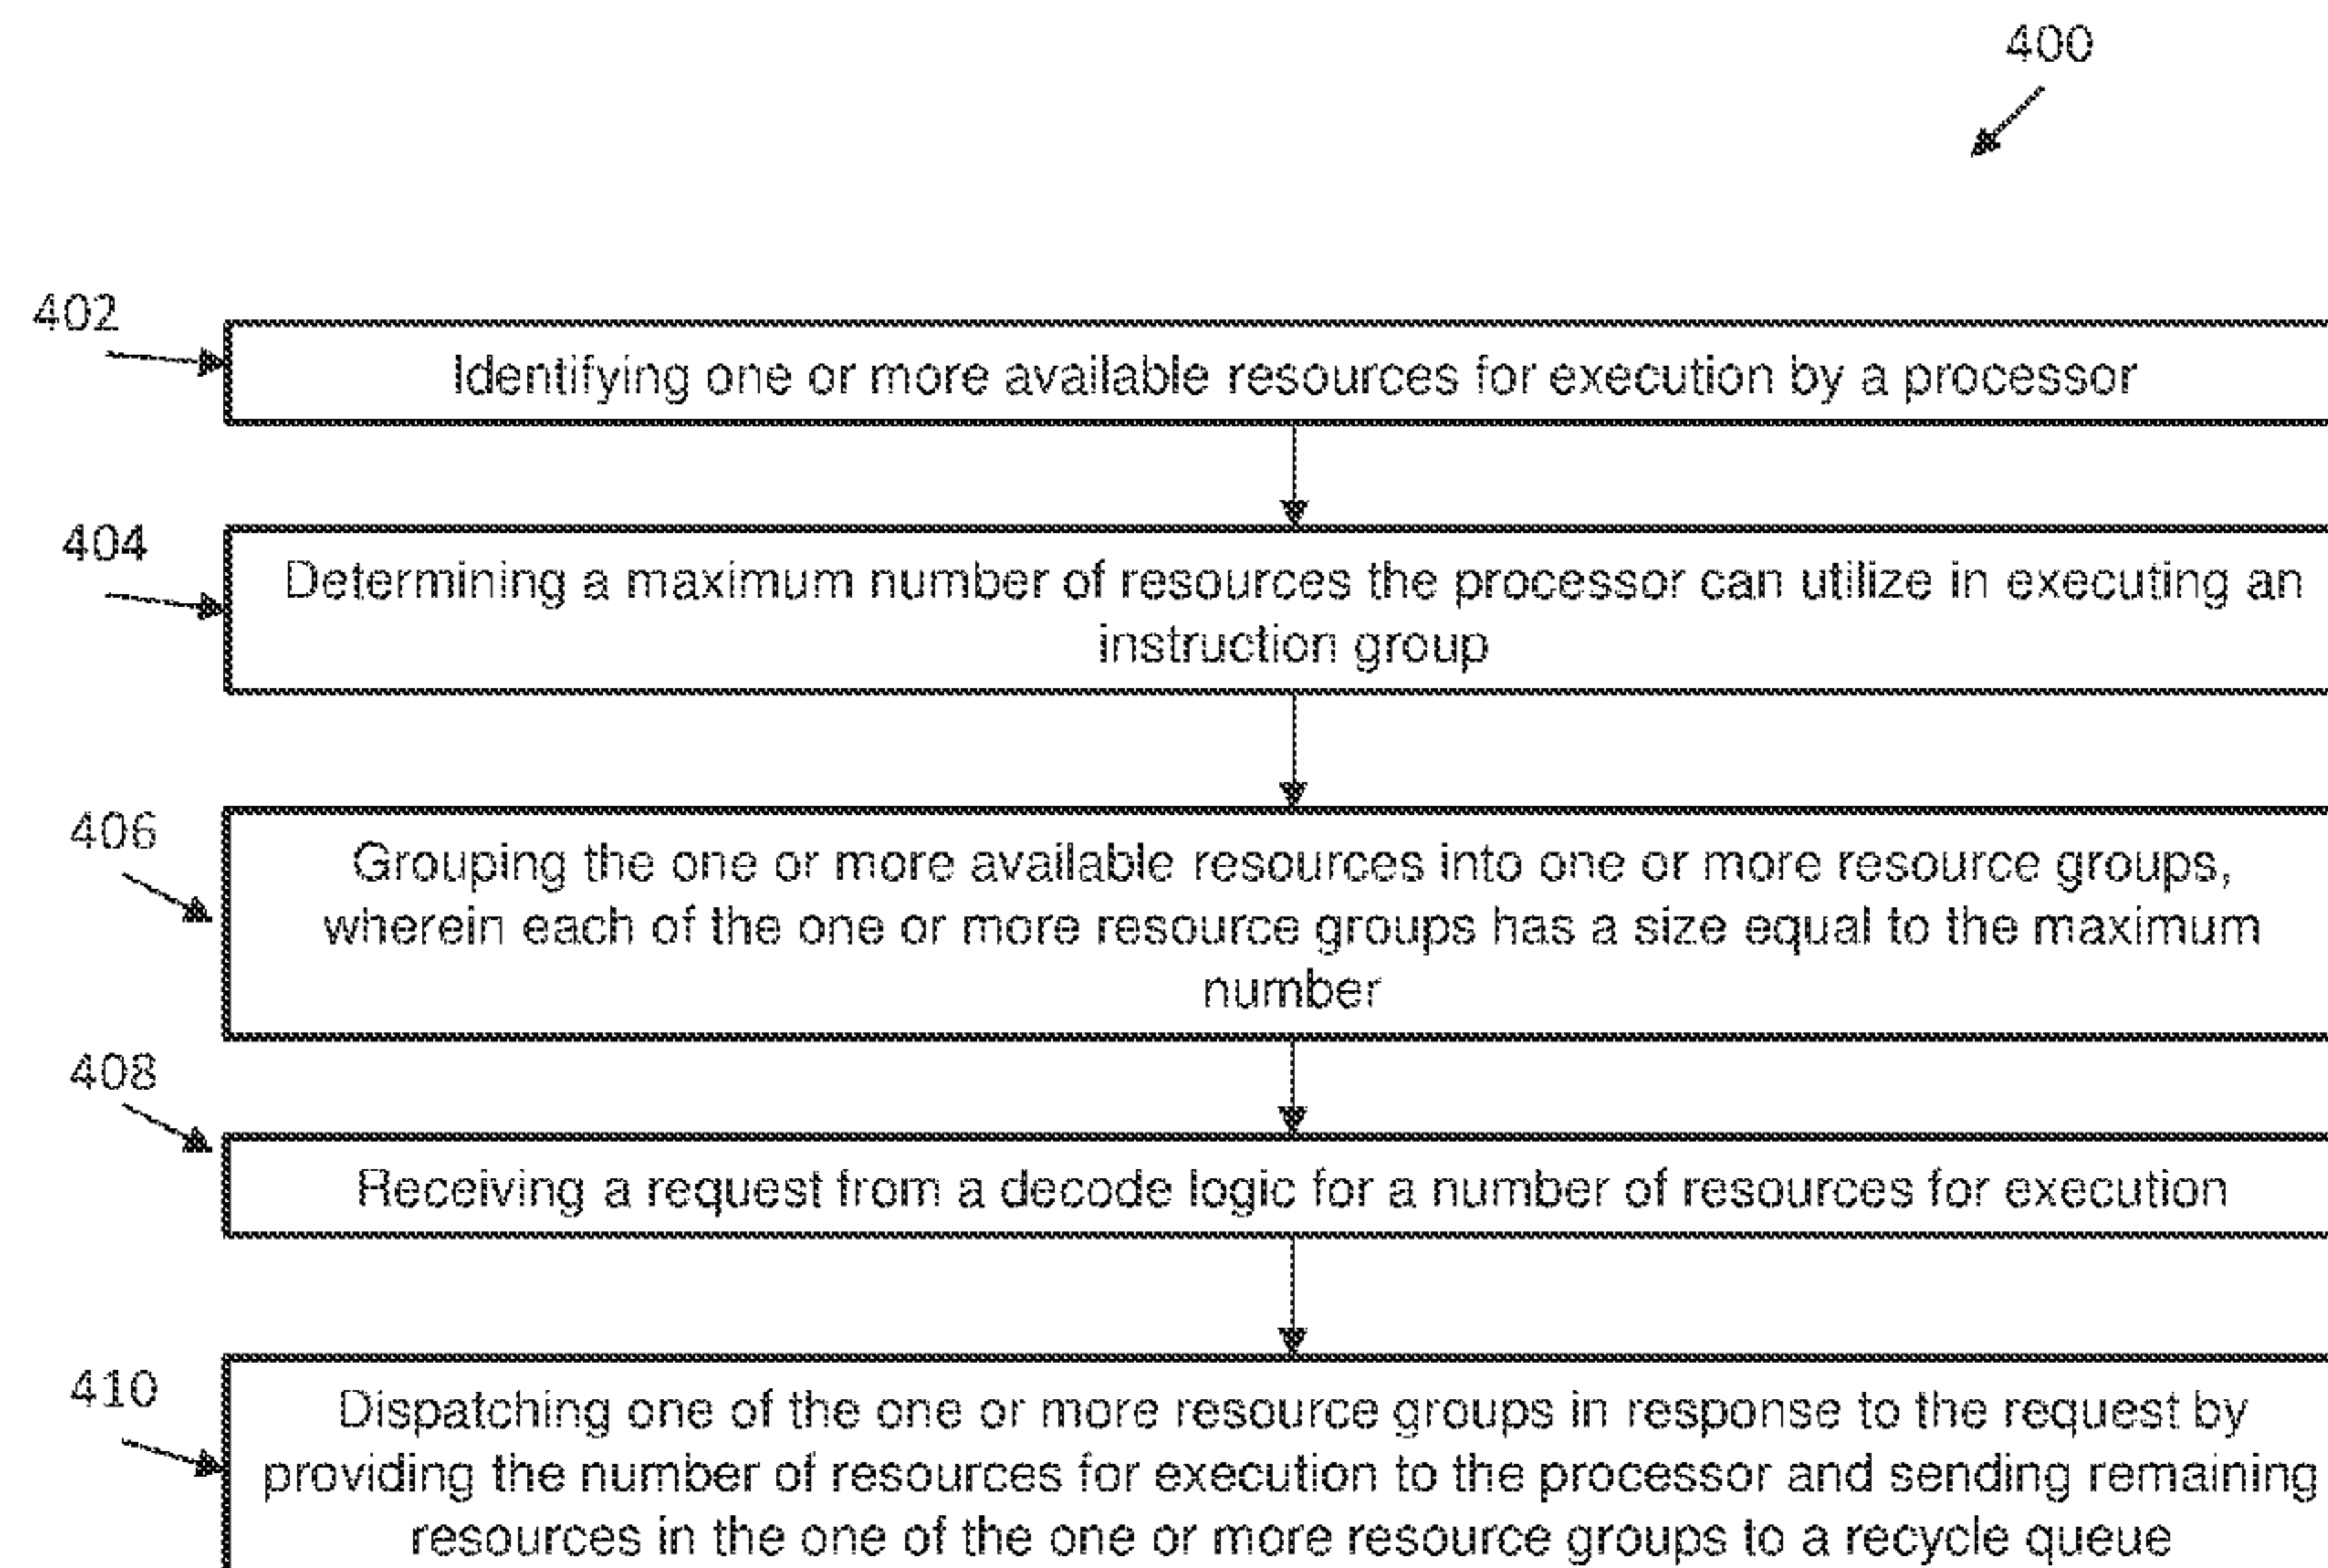 400
402
Identifying one or more available resources for execution by a processor
404
Determining a maximum number of resources the processor can utilize in executing an
instruction group
406
Grouping the one or more available resources into one or more resource groups,
wherein each of the one or more resource groups has a size equal to the maximum
number
408
Receiving a request from a decode logic for a number of resources for execution
410
Dispatching one of the one or more resource groups in response to the request by
providing the number of resources for execution to the processor and sending remaining
resources in the one of the one or more resource groups to a recycle queue